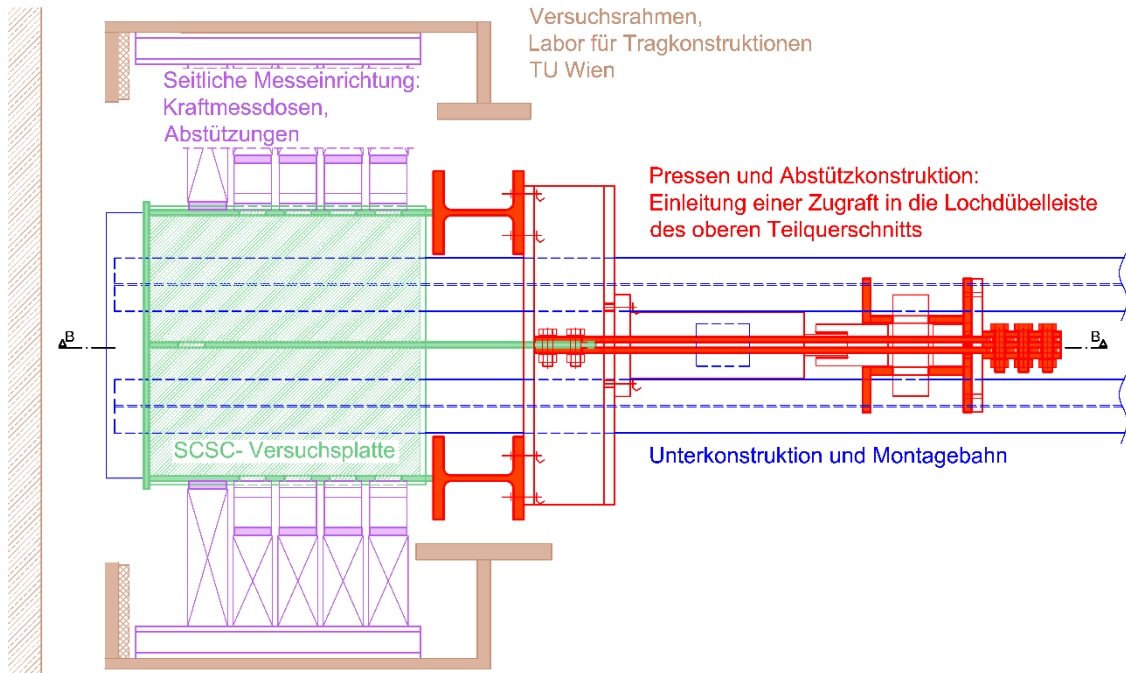 Versuchsrahmen,
Labor für Tragkonstruktionen
TU Wien
Seitliche Messeinrichtung:
Kraftmessdosen,
Abstützungen
Pressen und Abstützkonstruktion:
Einleitung einer Zugraft in die Lochdübelleiste
des oberen Teilquerschnitts
B
B
SCSC- Versuchsplatte
Unterkonstruktion und Montagebahn